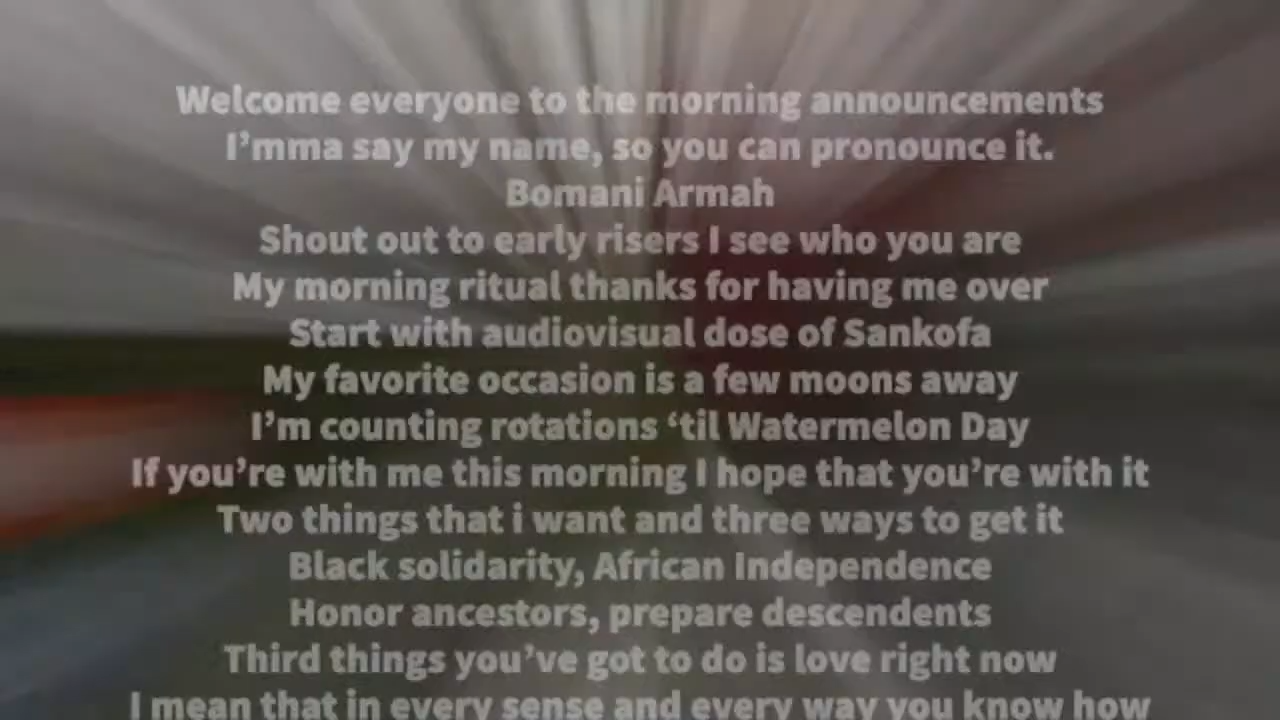 Welcome everyone to the morning announcements
I’mma say my name, so you can pronounce it.
Bomani Armah
Shout out to early risers I see who you are
My morning ritual thanks for having me over
Start with audiovisual dose of Sankofa
My favorite occasion is a few moons away
I’m counting rotations ‘til Watermelon Day
If you’re with me this morning I hope that you’re with it
Two things that i want and three ways to get it
Black solidarity, African Independence
Honor ancestors, prepare descendents
Third things you’ve got to do is love right now
I mean that in every sense and every way you know how